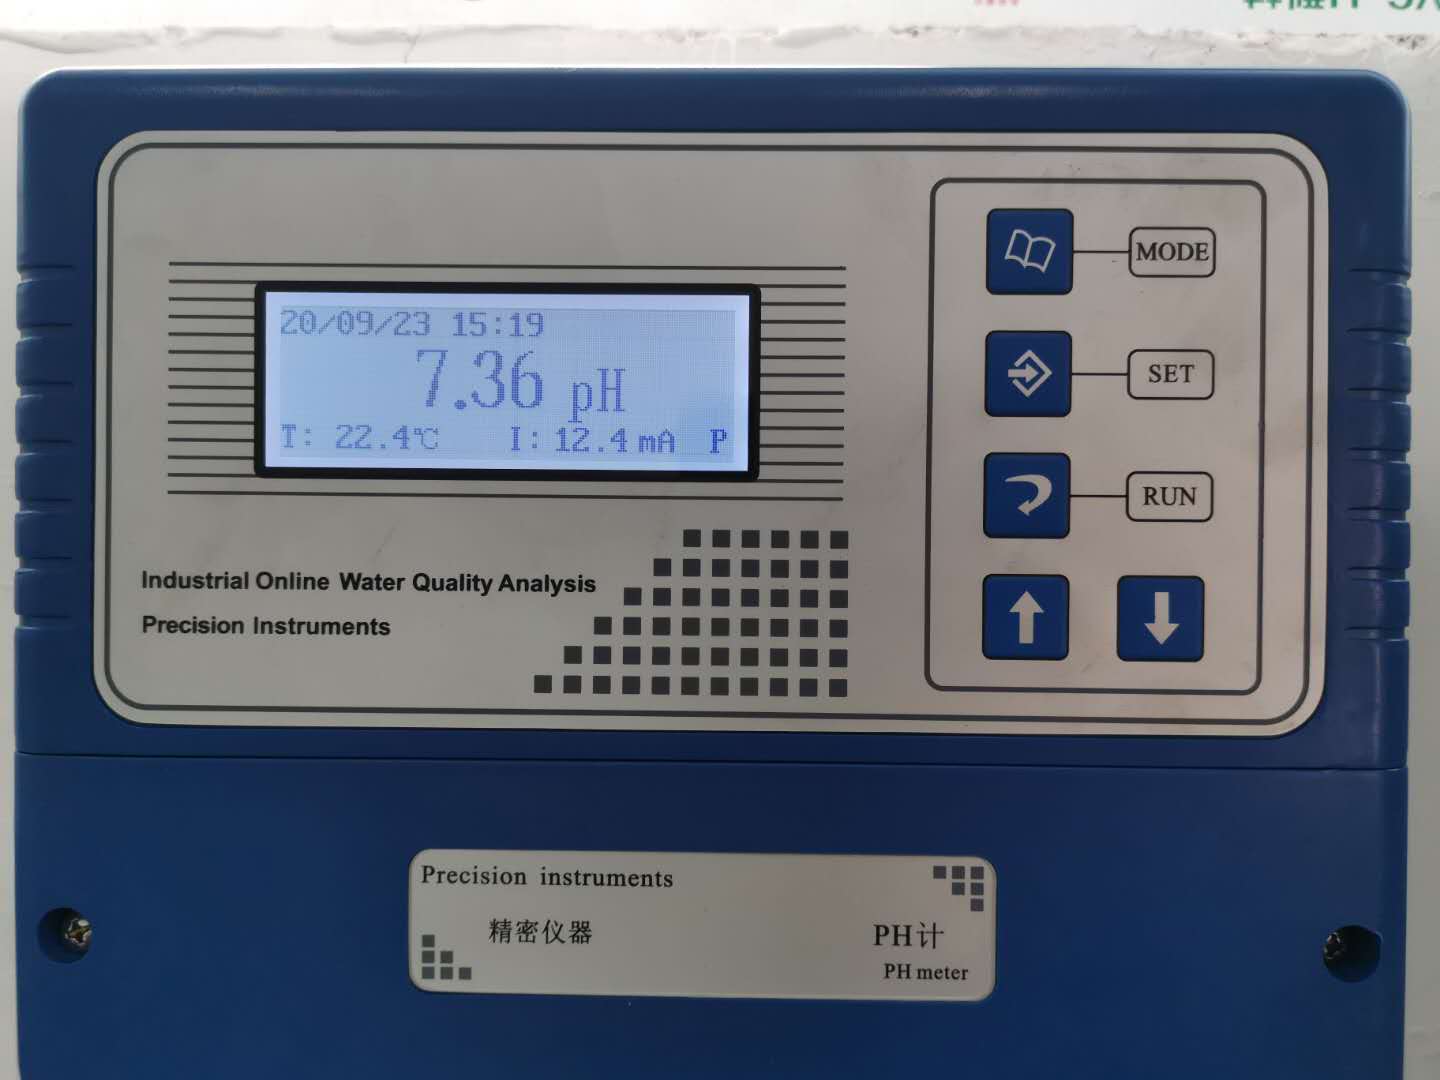 20/09/23 15:19
7.36 pH
T: 22.4℃ I: 12.4 mA P
MODE
SET
RUN
Industrial Online Water Quality Analysis
Precision Instruments
Precision instruments
精密仪器
PH计
PH meter